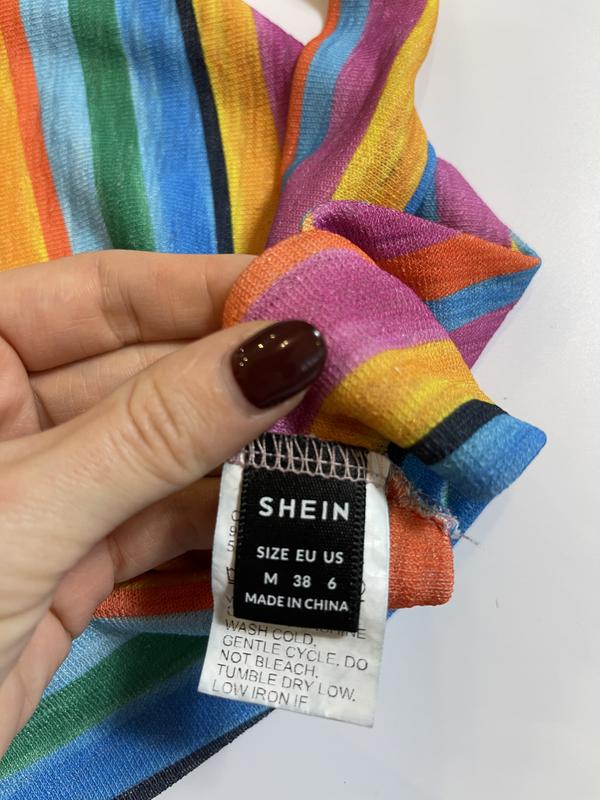 SHEIN
SIZE EU US
M 38 6
MADE IN CHINA
WASH COLD,
GENTLE CYCLE, DO
NOT BLEACH.
TUMBLE DRY LOW.
LOW IRON IF